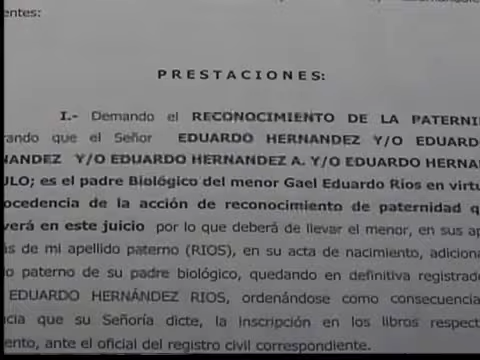 entes:
PRESTACIONES:
I.- Demando el RECONOCIMIENTO DE LA PATERNI
rando que el Señor EDUARDO HERNANDEZ Y/O EDUARD
NANDEZ Y/O EDUARDO HERNANDEZ A. Y/O EDUARDO HERNA
ULO; es el padre Biológico del menor Gael Eduardo Ríos en virtu
ocedencia de la acción de reconocimiento de paternidad q
verá en este juicio por lo que deberá de llevar el menor, en sus ap
ás de mi apellido paterno (RIOS), en su acta de nacimiento, adiciona
o paterno de su padre biológico, quedando en definitiva registrad
EDUARDO HERNÁNDEZ RIOS, ordenándose como consecuencia
cia que su Señoría dicte, la inscripción en los libros respect
ento, ante el oficial del registro civil correspondiente.